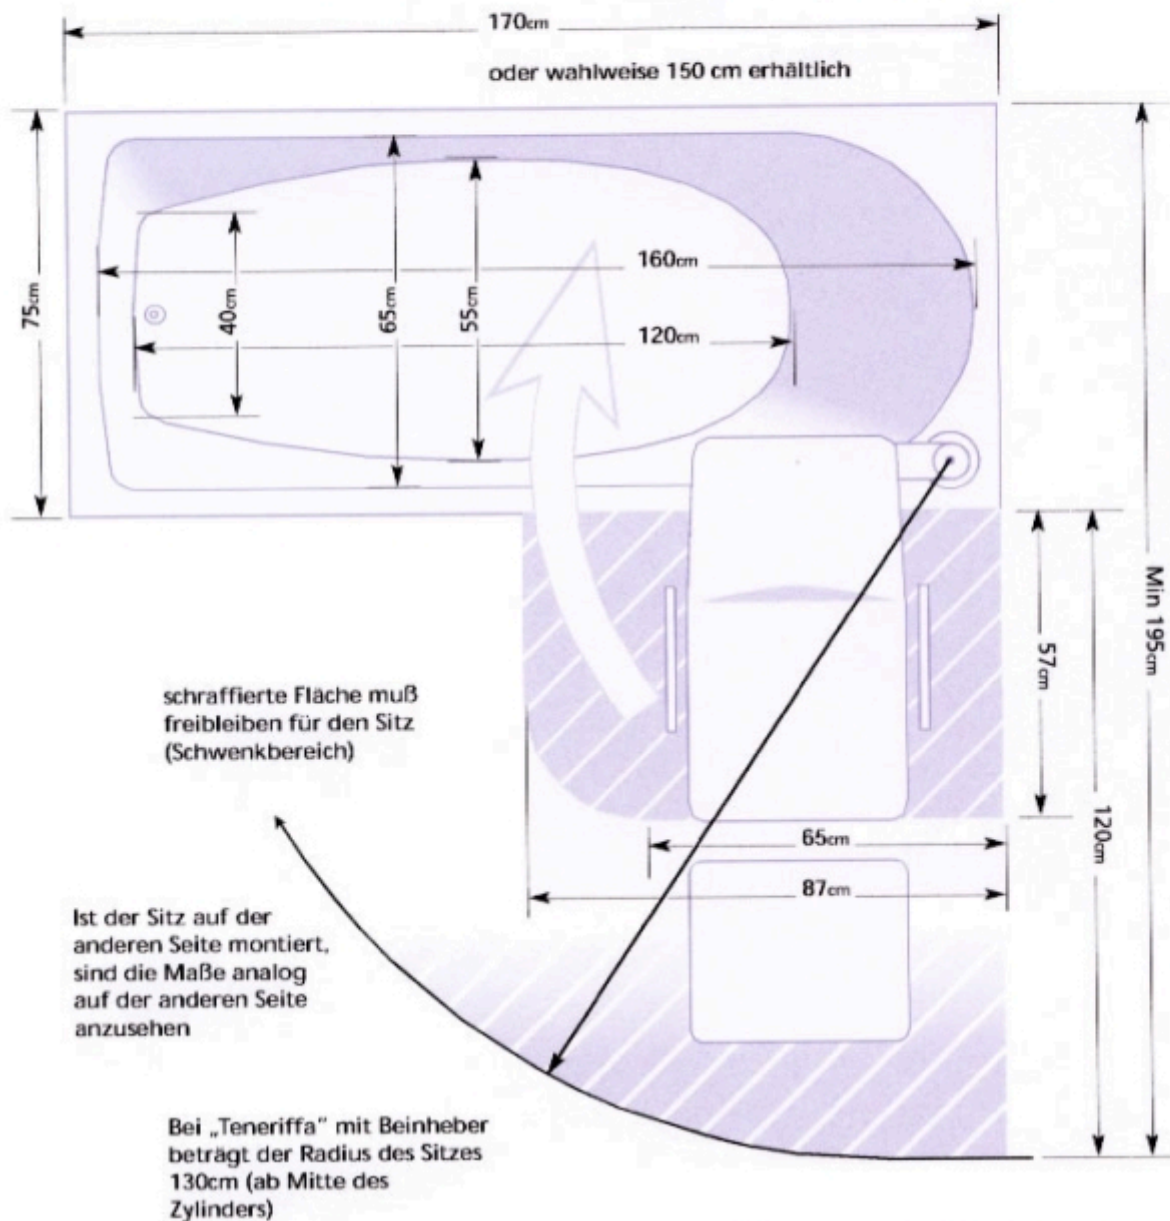 170cm
oder wahlweise 150 cm erhältlich
75cm
40cm
65cm
55cm
160cm
120cm
Min 195cm
57cm
120cm
65cm
87cm
schraffierte Fläche muß
freibleiben für den Sitz
(Schwenkbereich)
Ist der Sitz auf der
anderen Seite montiert,
sind die Maße analog
auf der anderen Seite
anzusehen
Bei „Teneriffa“ mit Beinheber
beträgt der Radius des Sitzes
130cm (ab Mitte des
Zylinders)